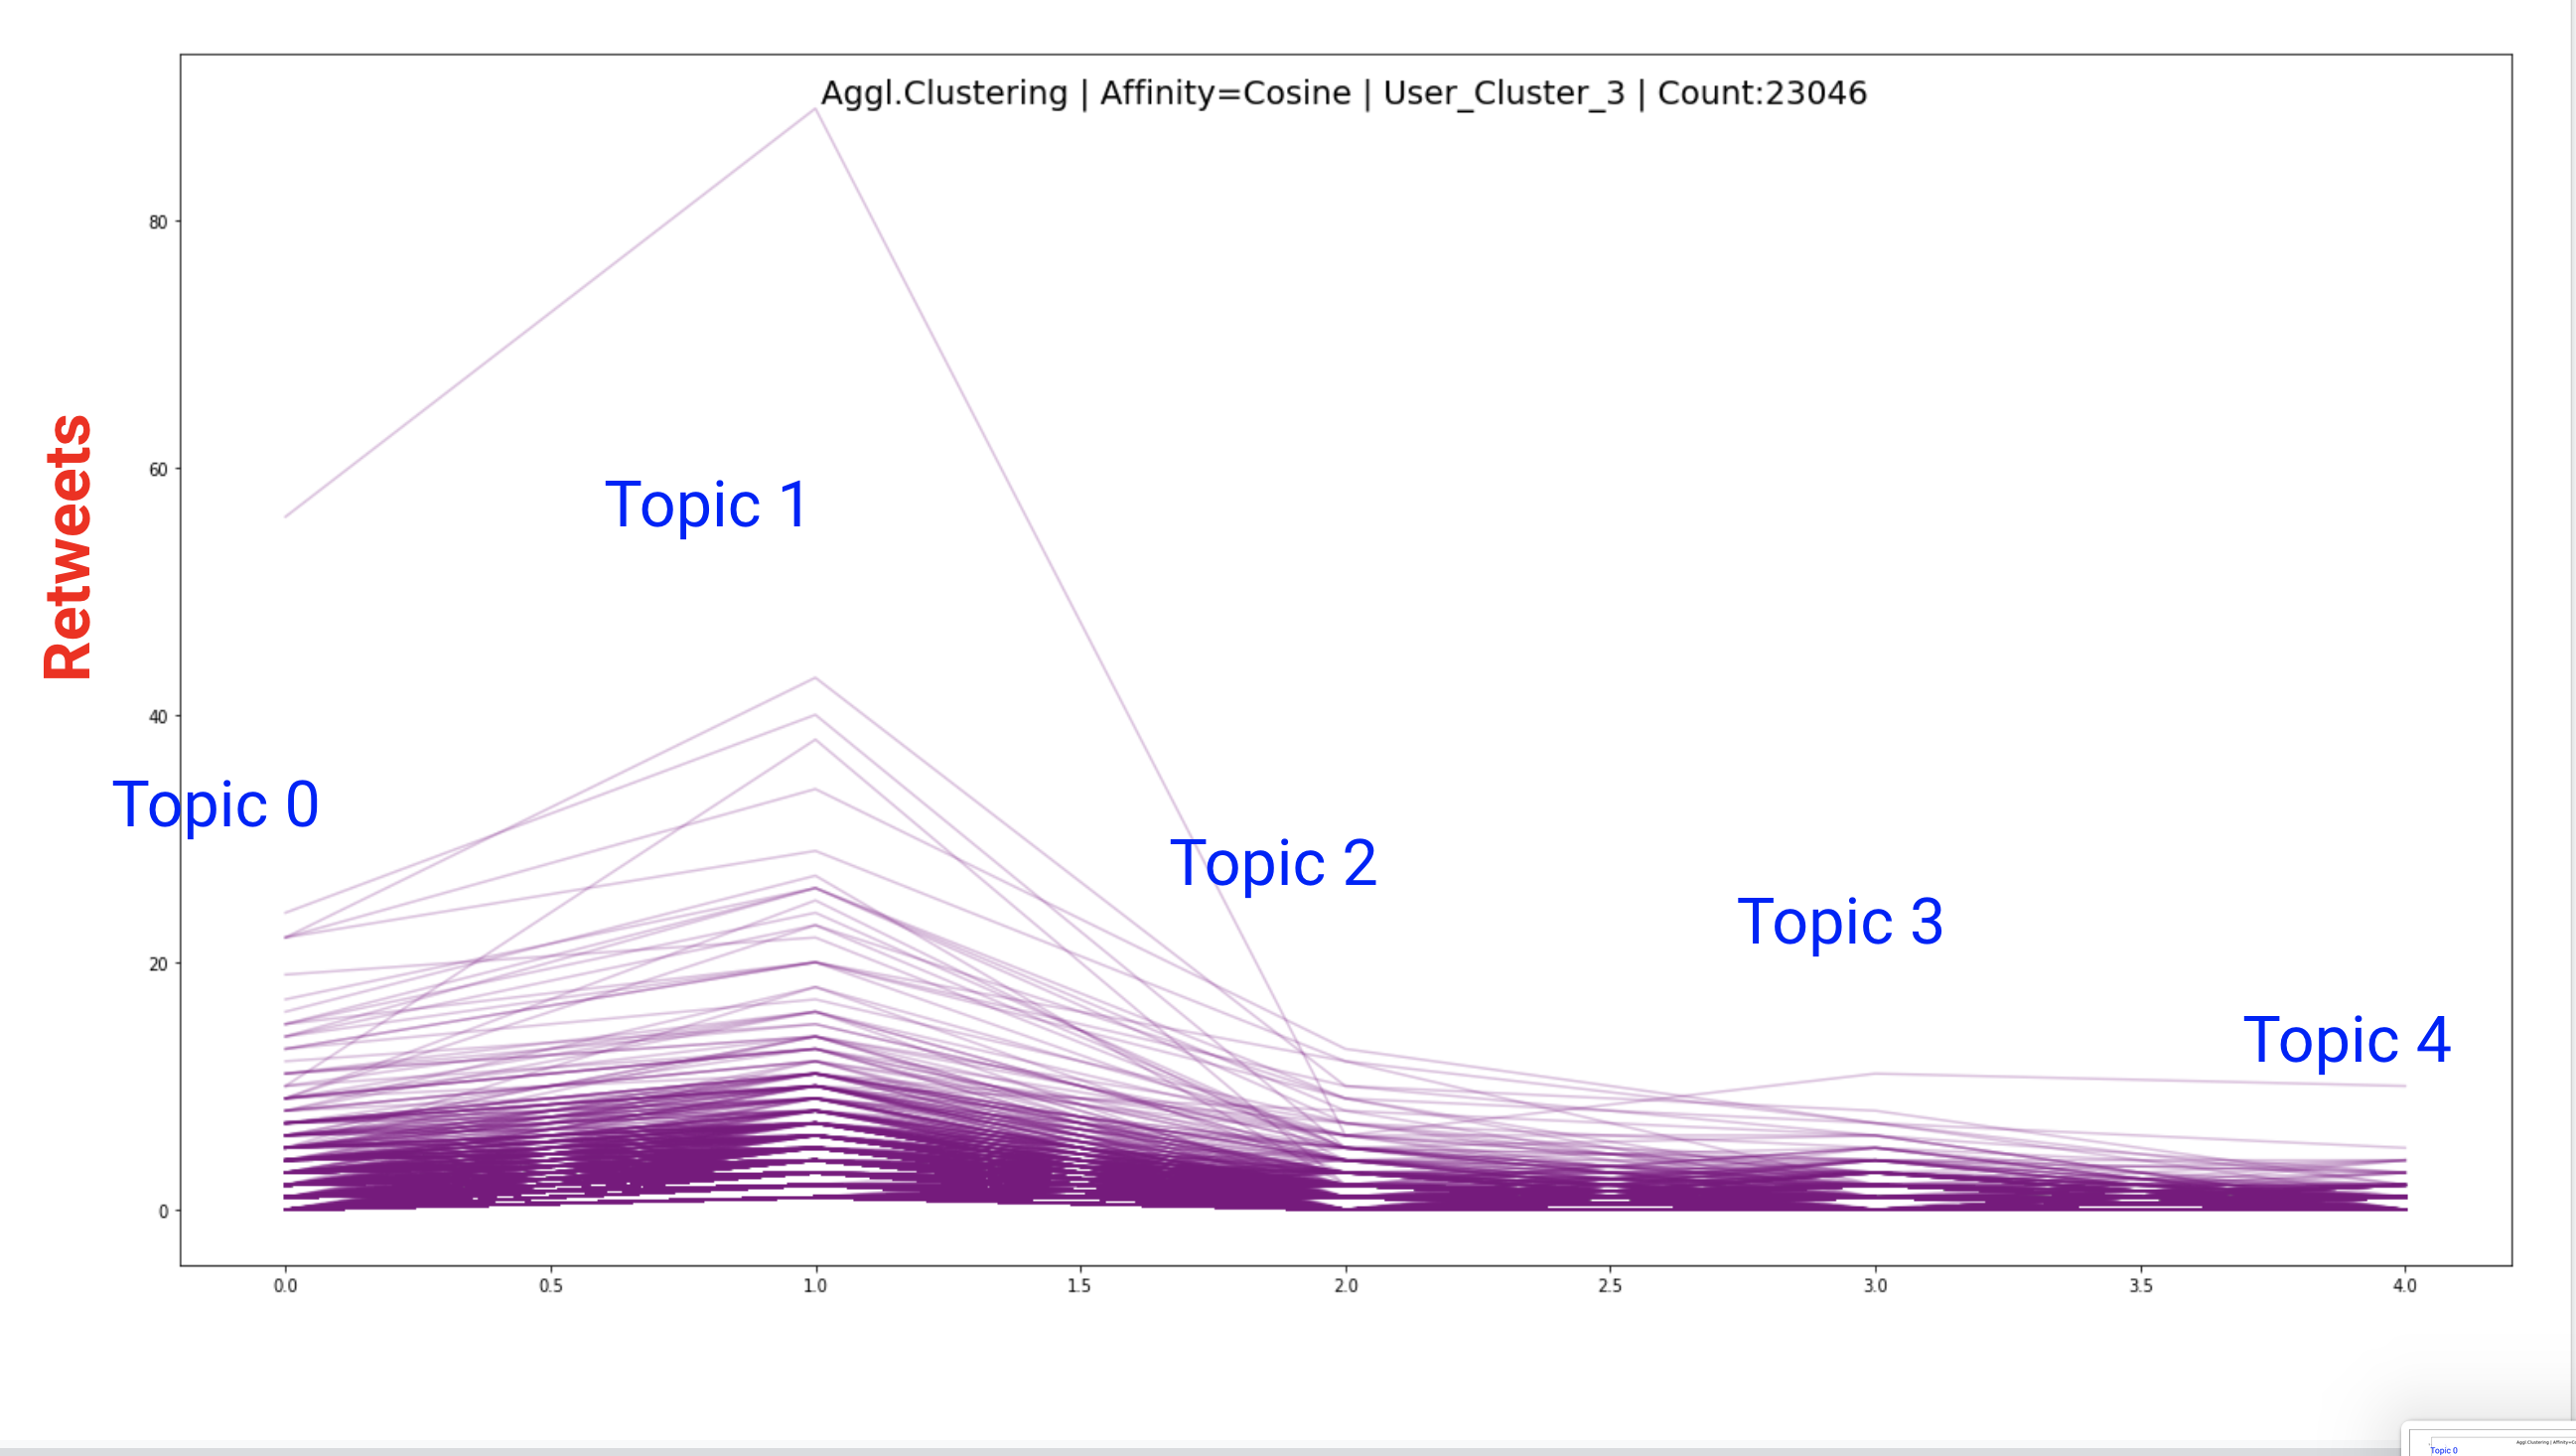 Aggl.Clustering | Affinity=Cosine | User_Cluster_3 | Count:23046
80
60
40
20
0
Retweets
Topic 1
Topic 0
Topic 2
Topic 3
Topic 4
0.0 0.5 1.0 1.5 2.0 2.5 3.0 3.5 4.0
Topic 0